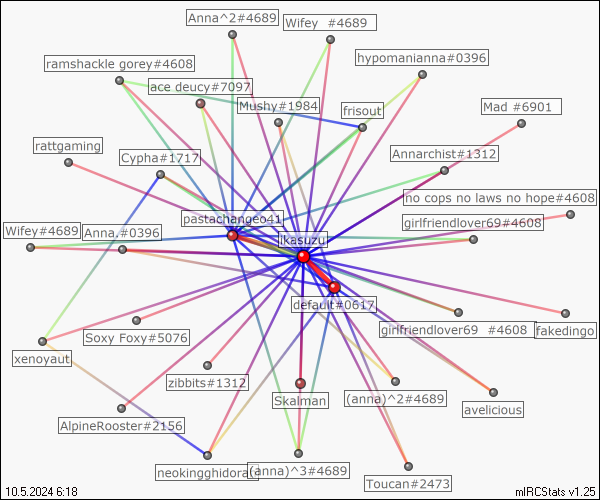 Anna^2#4689
Wifey #4689
ramshackle gorey#4608
hypomanianna#0396
ace deucy#7097
Mushy#1984
frisout
Mad #6901
rattgaming
Cypha#1717
Annarchist#1312
no cops no laws no hope#4608
pastachangeo41
girlfriendlover69#4608
Wifey#4689
Anna.#0396
ikasuzu
default#0617
Soxy Foxy#5076
girlfriendlover69 #4608
fakedingo
xenoyaut
zibbits#1312
Skalman
(anna)^2#4689
avelicious
AlpineRooster#2156
neokingghidora
(anna)^3#4689
Toucan#2473
10.5.2024 6:18
mIRCStats v1.25